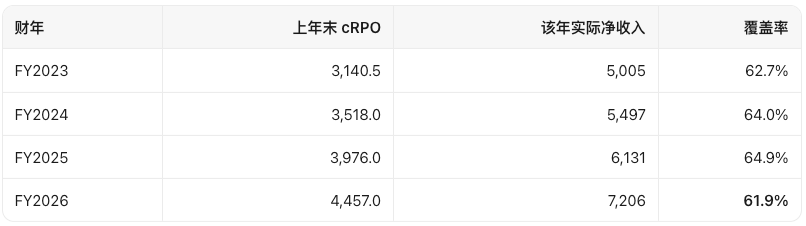 财年 上年末 cRPO 该年实际净收入 覆盖率
FY2023 3,140.5 5,005 62.7%
FY2024 3,518.0 5,497 64.0%
FY2025 3,976.0 6,131 64.9%
FY2026 4,457.0 7,206 61.9%